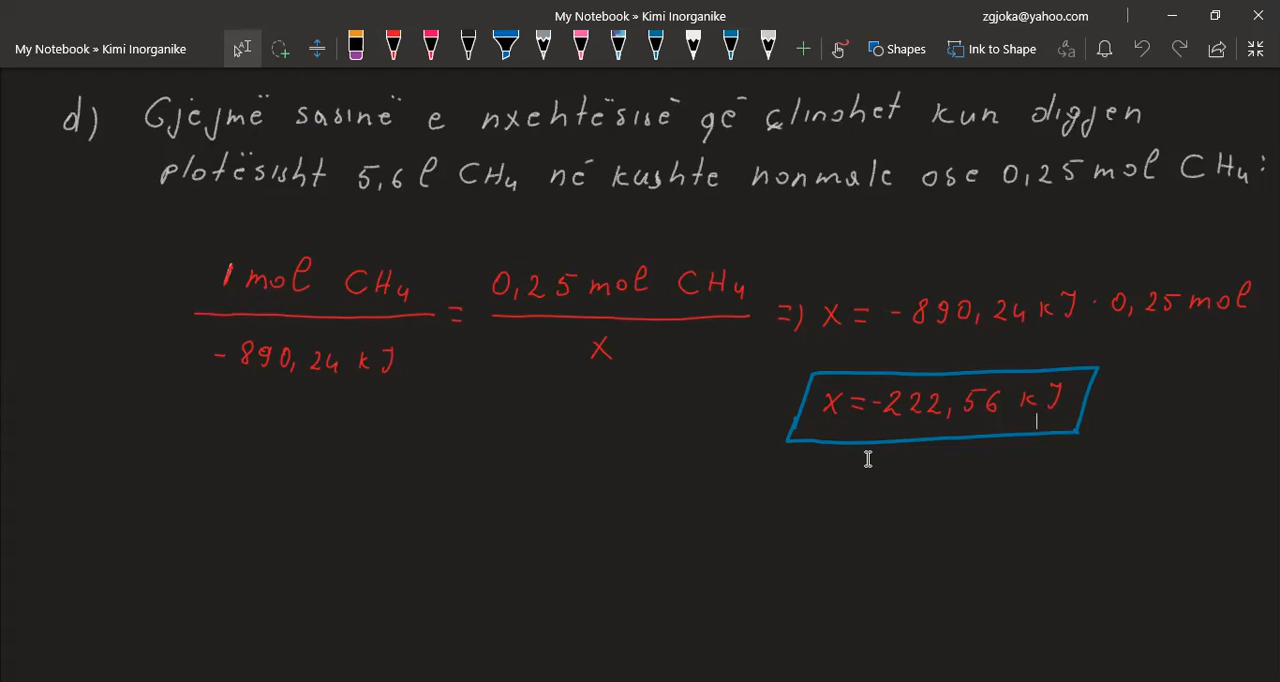 My Notebook » Kimi Inorganike
zgjoka@yahoo.com
My Notebook » Kimi Inorganike
Shapes
Ink to Shape
d) Gjejmë sasinë e nxehtësisë që çlirohet kur digjen
plotësisht 5,6 l CH₄ në kushte normale ose 0,25 mol CH₄:
1 mol CH₄ / -890,24 kJ = 0,25 mol CH₄ / X => X = -890,24 kJ · 0,25 mol
X = -222,56 kJ